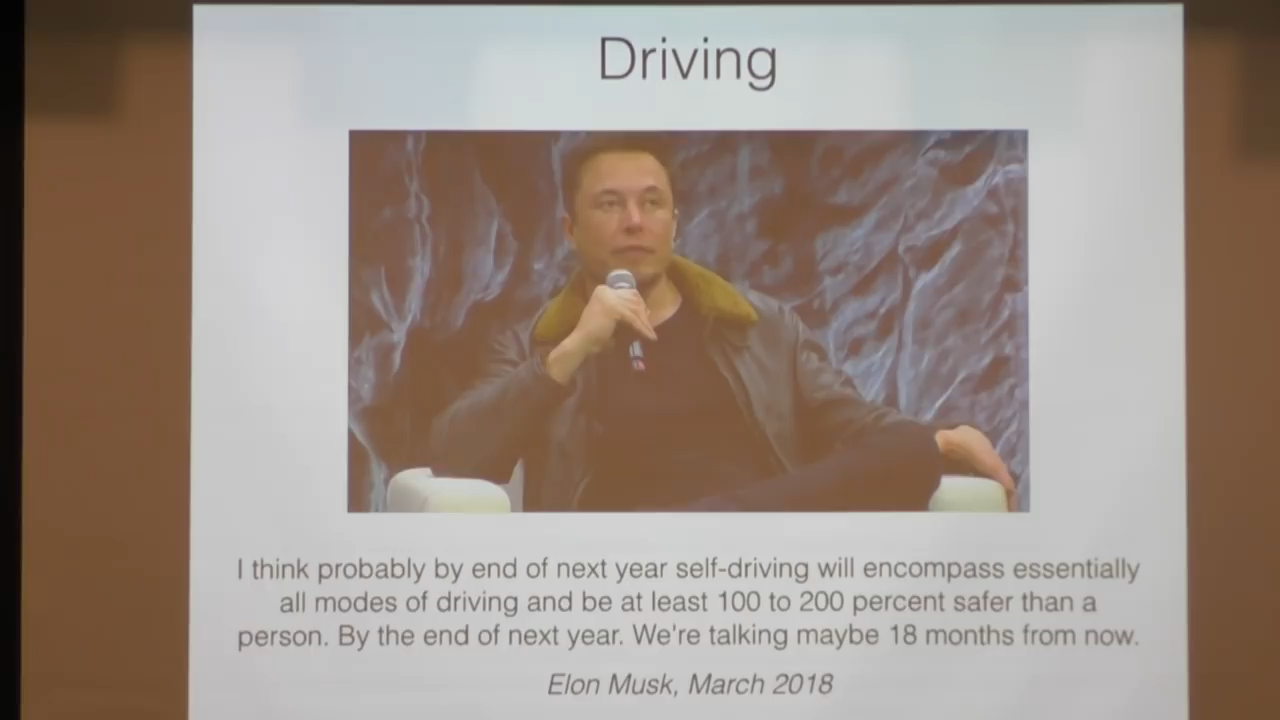 Driving
I think probably by end of next year self-driving will encompass essentially
all modes of driving and be at least 100 to 200 percent safer than a
person. By the end of next year. We're talking maybe 18 months from now.
Elon Musk, March 2018